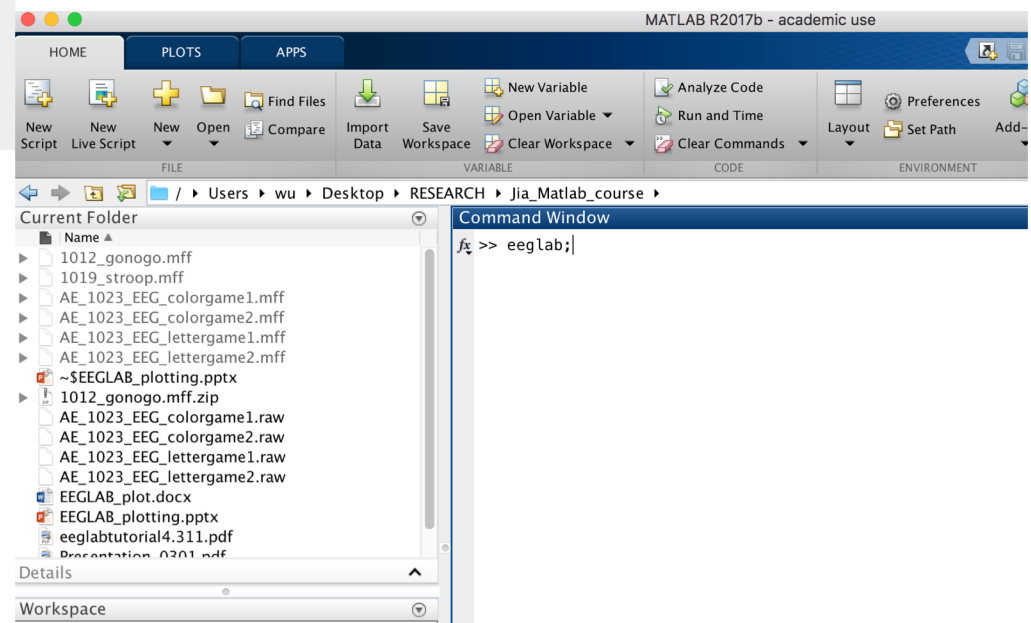 MATLAB R2017b - academic use
HOME PLOTS APPS
New Script
New Live Script
New
Open
Find Files
Compare
Import Data
Save Workspace
New Variable
Open Variable
Clear Workspace
Analyze Code
Run and Time
Clear Commands
Layout
Preferences
Set Path
Add-
FILE VARIABLE CODE ENVIRONMENT
/ Users wu Desktop RESEARCH Jia_Matlab_course
Current Folder
Name
1012_gonogo.mff
1019_stroop.mff
AE_1023_EEG_colorgame1.mff
AE_1023_EEG_colorgame2.mff
AE_1023_EEG_lettergame1.mff
AE_1023_EEG_lettergame2.mff
~$EEGLAB_plotting.pptx
1012_gonogo.mff.zip
AE_1023_EEG_colorgame1.raw
AE_1023_EEG_colorgame2.raw
AE_1023_EEG_lettergame1.raw
AE_1023_EEG_lettergame2.raw
EEGLAB_plot.docx
EEGLAB_plotting.pptx
eeglabtutorial4.311.pdf
Presentation_0301.pdf
Details
Workspace
Command Window
fx >> eeglab;